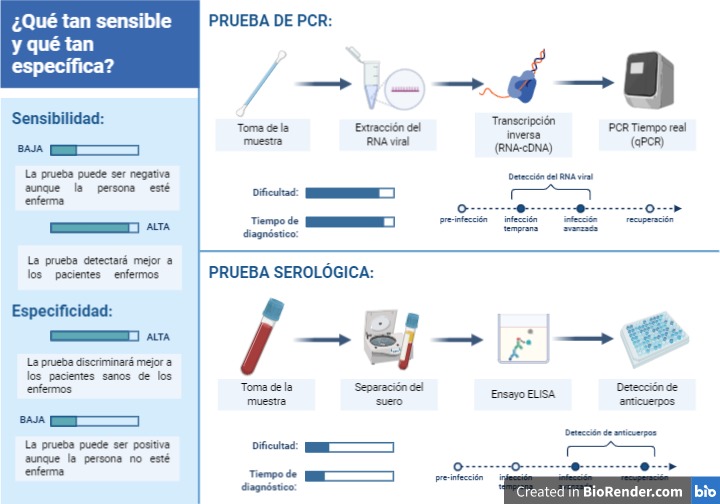 ¿Qué tan sensible
y qué tan
específica?
Sensibilidad:
BAJA
La prueba puede ser negativa
aunque la persona esté
enferma
ALTA
La prueba detectará mejor a
los pacientes enfermos
Especificidad:
ALTA
La prueba discriminará mejor a
los pacientes sanos de los
enfermos
BAJA
La prueba puede ser positiva
aunque la persona no esté
enferma
PRUEBA DE PCR:
Toma de la
muestra
Extracción del
RNA viral
Transcripción
inversa
(RNA-cDNA)
PCR Tiempo real
(qPCR)
Dificultad:
Tiempo de
diagnóstico:
Detección del RNA viral
pre-infección
infección
temprana
infección
avanzada
recuperación
PRUEBA SEROLÓGICA:
Toma de la
muestra
Separación del
suero
Ensayo ELISA
Detección de
anticuerpos
Dificultad:
Tiempo de
diagnóstico:
Detección de anticuerpos
pre-infección
infección
temprana
infección
avanzada
recuperación
Created in BioRender.com bio